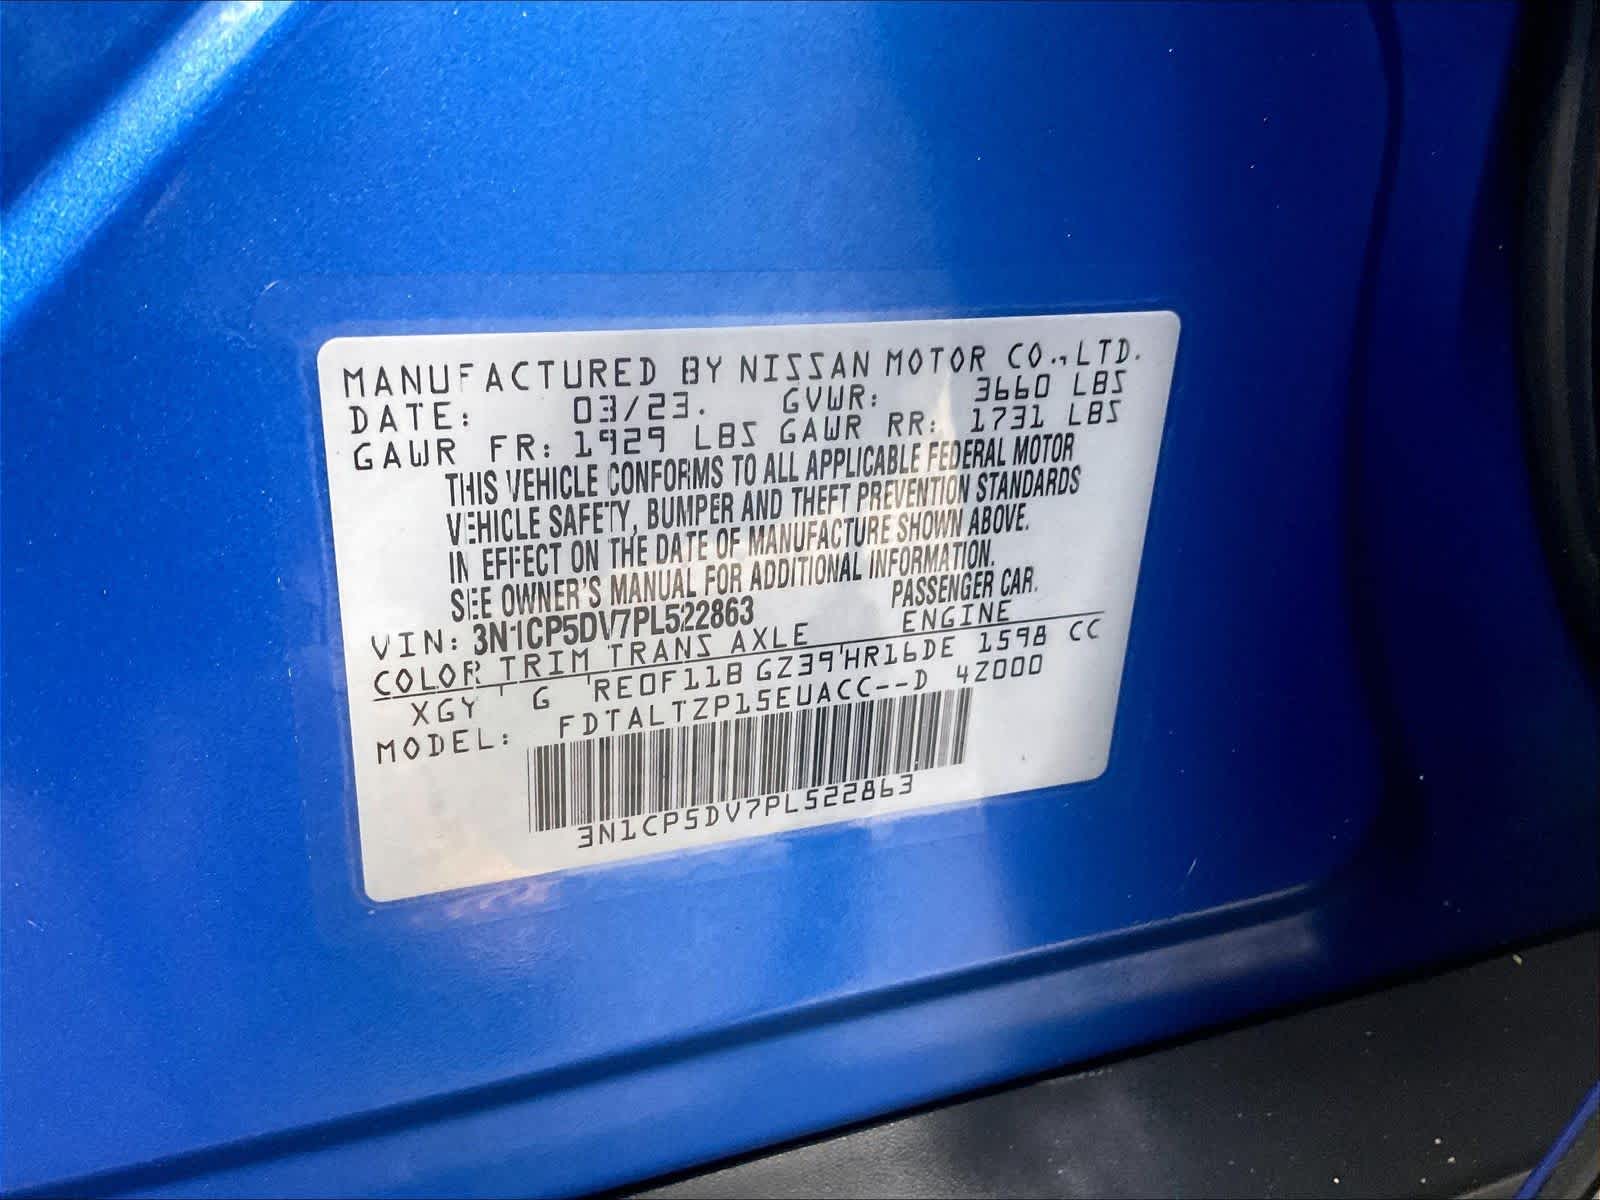 MANUFACTURED BY NISSAN MOTOR CO.,LTD.
DATE: 03/23. GVWR: 3660 LBS
GAWR FR: 1929 LBS GAWR RR: 1731 LBS
THIS VEHICLE CONFORMS TO ALL APPLICABLE FEDERAL MOTOR
VEHICLE SAFETY, BUMPER AND THEFT PREVENTION STANDARDS
IN EFFECT ON THE DATE OF MANUFACTURE SHOWN ABOVE.
SEE OWNER'S MANUAL FOR ADDITIONAL INFORMATION.
VIN: 3N1CP5DV7PL522863 PASSENGER CAR.
COLOR TRIM TRANS AXLE ENGINE
XGY G RE0F11B GZ39 HR16DE 1598 CC
MODEL: FDTALTZP15EUACC--D 4Z000
3N1CP5DV7PL522863